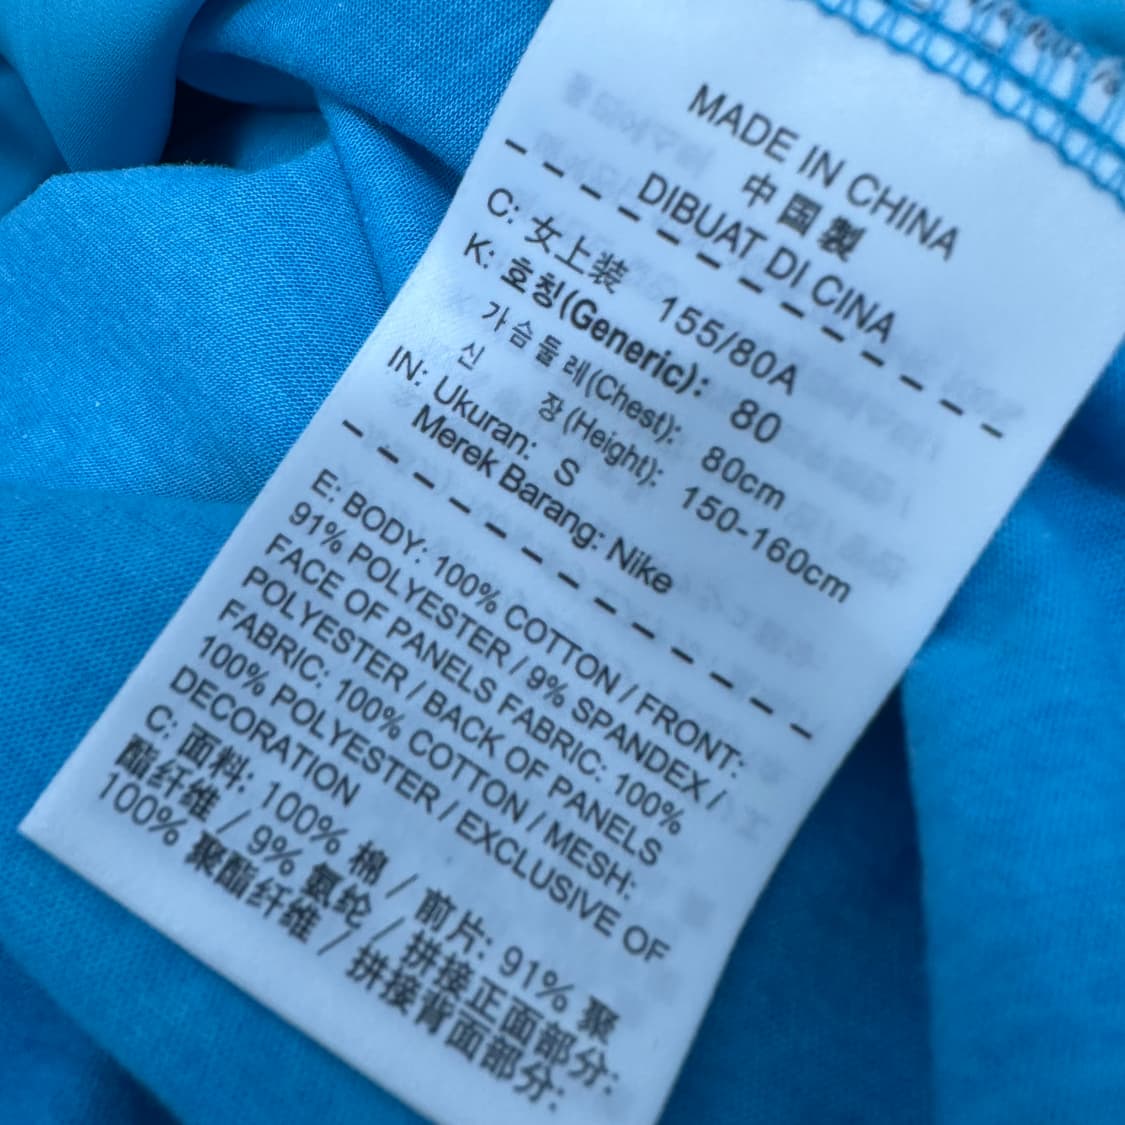 MADE IN CHINA
中国製
DIBUAT DI CINA
C: 女上装 155/80A
K: 호칭(Generic): 80
가슴둘레(Chest): 80cm
신 장(Height): 150-160cm
IN: Ukuran: S
Merek Barang: Nike
E: BODY: 100% COTTON / FRONT:
91% POLYESTER / 9% SPANDEX /
FACE OF PANELS FABRIC: 100%
POLYESTER / BACK OF PANELS
FABRIC: 100% COTTON / MESH:
100% POLYESTER / EXCLUSIVE OF
DECORATION
C: 面料: 100% 棉 / 前片: 91% 聚
酯纤维 / 9% 氨纶 / 拼接正面部分:
100% 聚酯纤维 / 拼接背面部分: